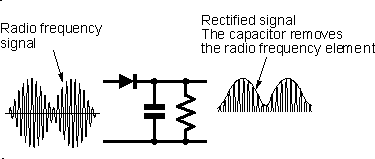 Radio frequency
signal
Rectified signal
The capacitor removes
the radio frequency element